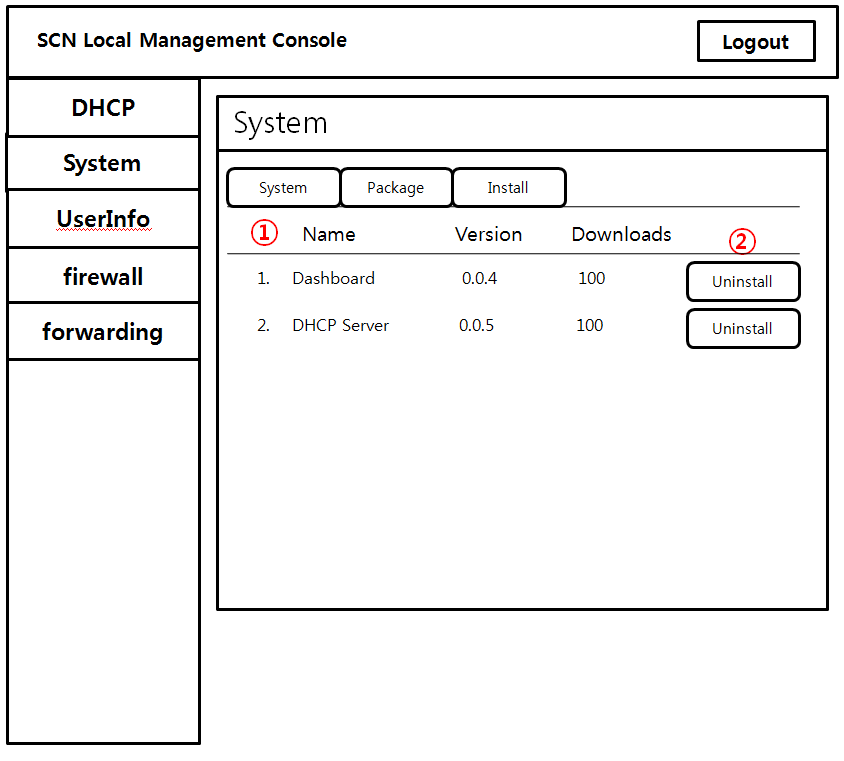 SCN Local Management Console
Logout
DHCP
System
UserInfo
firewall
forwarding
System
System Package Install
① Name Version Downloads ②
1. Dashboard 0.0.4 100 Uninstall
2. DHCP Server 0.0.5 100 Uninstall